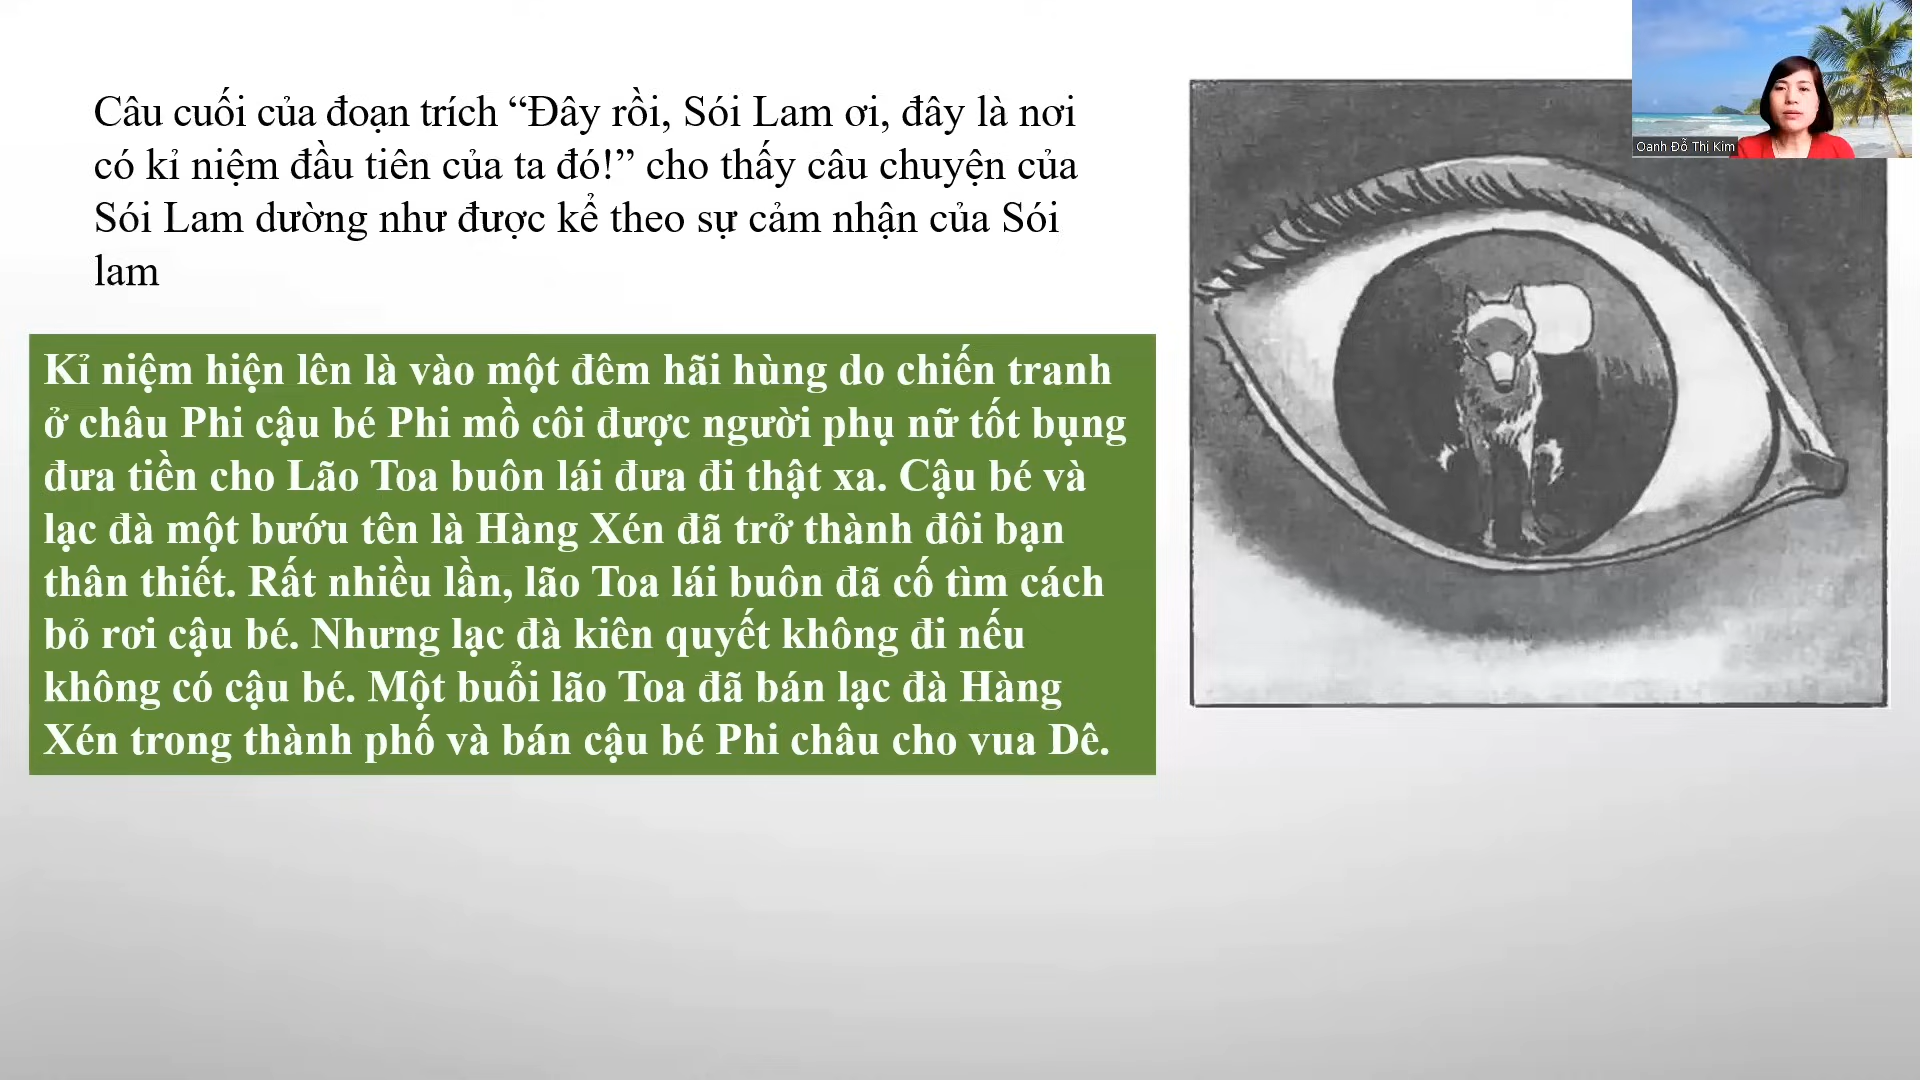 Câu cuối của đoạn trích “Đây rồi, Sói Lam ơi, đây là nơi
có kỉ niệm đầu tiên của ta đó!” cho thấy câu chuyện của
Sói Lam dường như được kể theo sự cảm nhận của Sói
lam
Kỉ niệm hiện lên là vào một đêm hãi hùng do chiến tranh
ở châu Phi cậu bé Phi mồ côi được người phụ nữ tốt bụng
đưa tiền cho Lão Toa buôn lái đưa đi thật xa. Cậu bé và
lạc đà một bướu tên là Hàng Xén đã trở thành đôi bạn
thân thiết. Rất nhiều lần, lão Toa lái buôn đã cố tìm cách
bỏ rơi cậu bé. Nhưng lạc đà kiên quyết không đi nếu
không có cậu bé. Một buổi lão Toa đã bán lạc đà Hàng
Xén trong thành phố và bán cậu bé Phi châu cho vua Dê.
Oanh Đỗ Thị Kim